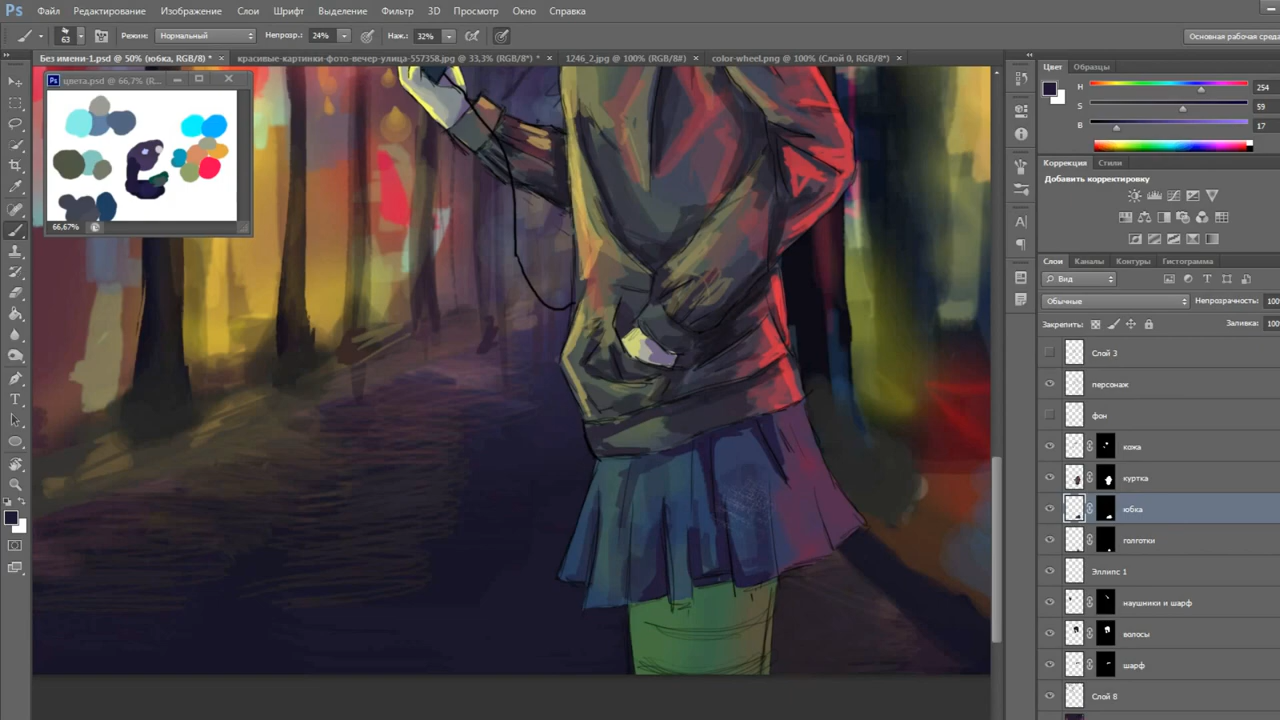 Ps Файл Редактирование Изображение Слои Шрифт Выделение Фильтр 3D Просмотр Окно Справка
63 Режим: Нормальный Непрозр.: 24% Наж.: 32% Основная рабочая среда
Без имени-1.psd @ 50% (юбка, RGB/8) * × красивые-картинки-фото-вечер-улица-557358.jpg @ 33,3% (RGB/8*) * × 1246_2.jpg @ 100% (RGB/8#) × color-wheel.png @ 100% (Слой 0, RGB/8*) ×
Ps цвета.psd @ 66,7% (R...
66,67%
Цвет Образцы
H 254
S 59
B 17
Коррекция Стили
Добавить корректировку
Слои Каналы Контуры Гистограмма
Вид
Обычные Непрозрачность: 100
Закрепить: Заливка: 100
Слой 3
персонаж
фон
кожа
куртка
юбка
голготки
Эллипс 1
наушники и шарф
волосы
шарф
Слой 8